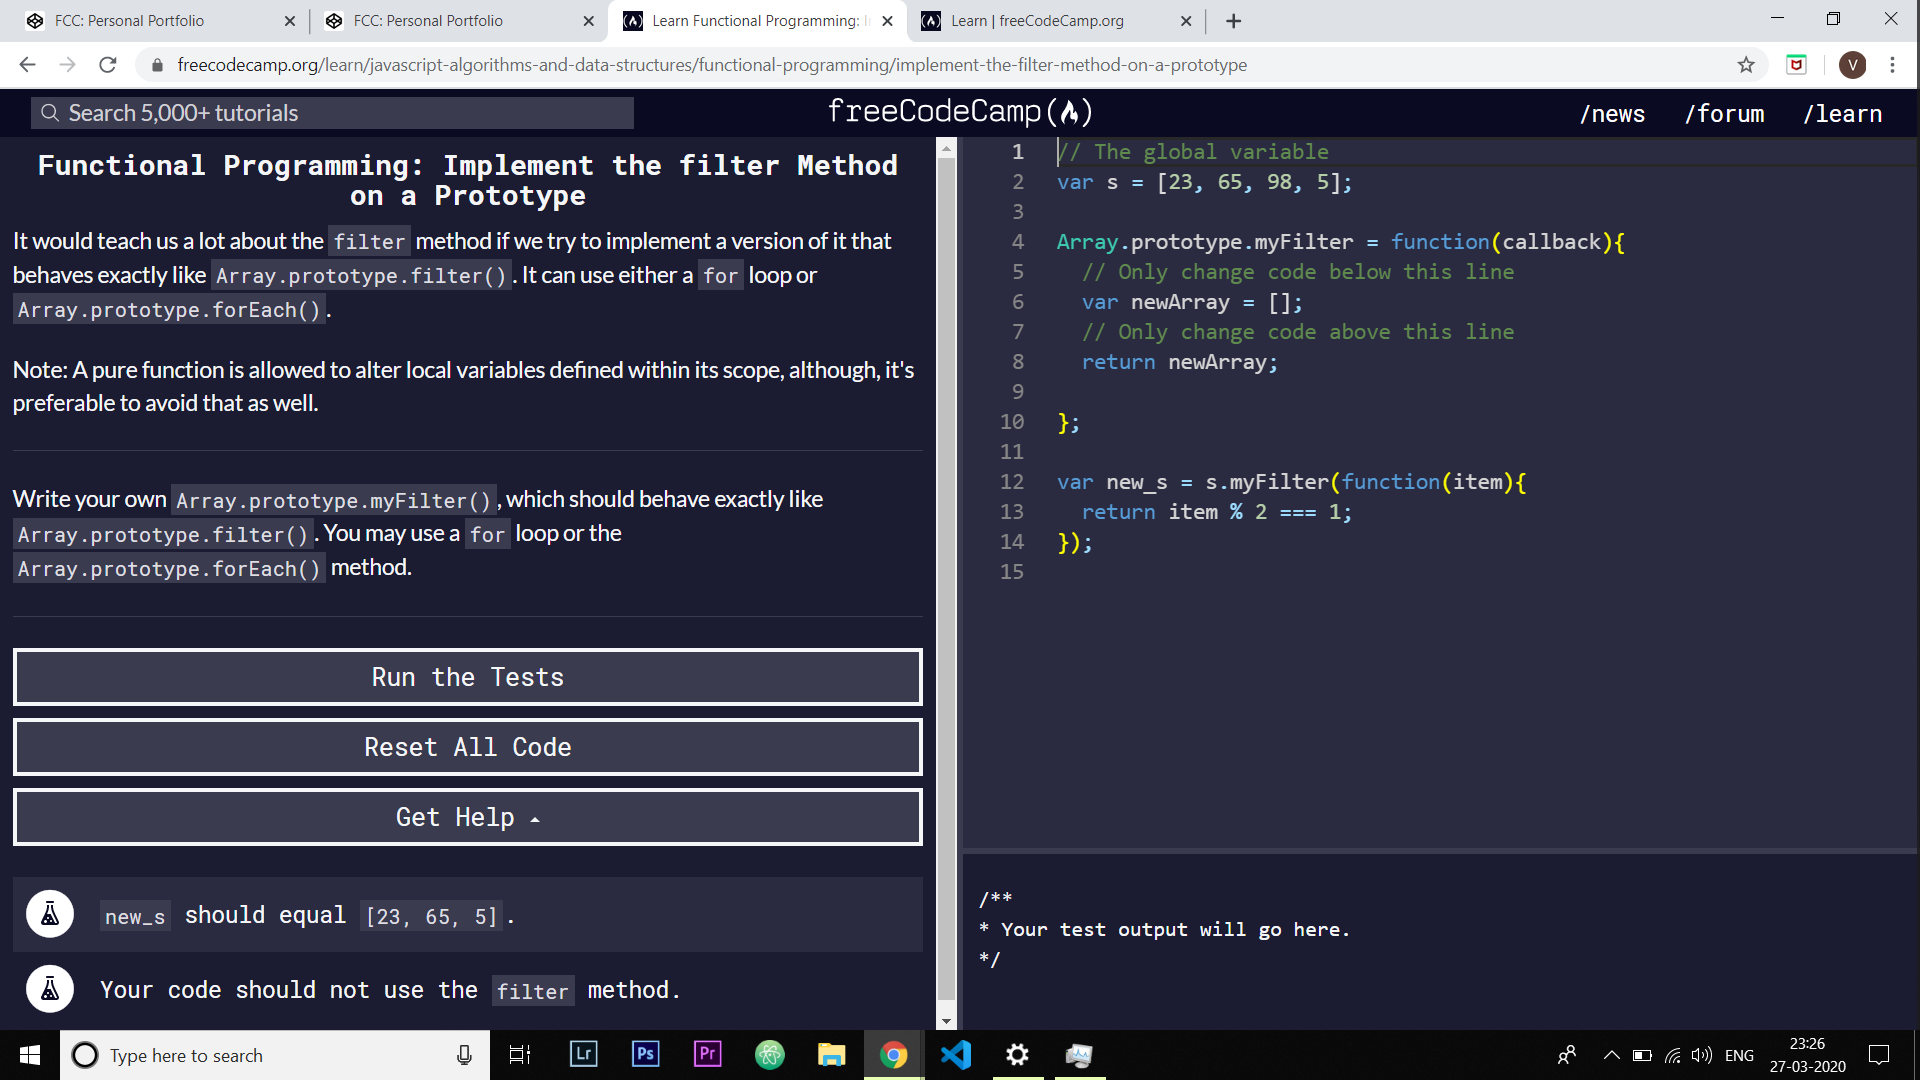 FCC: Personal Portfolio
FCC: Personal Portfolio
Learn Functional Programming:
Learn | freeCodeCamp.org
freecodecamp.org/learn/javascript-algorithms-and-data-structures/functional-programming/implement-the-filter-method-on-a-prototype
V
Search 5,000+ tutorials
freeCodeCamp(🔥)
/news
/forum
/learn
Functional Programming: Implement the filter Method
on a Prototype
It would teach us a lot about the filter method if we try to implement a version of it that
behaves exactly like Array.prototype.filter(). It can use either a for loop or
Array.prototype.forEach().
Note: A pure function is allowed to alter local variables defined within its scope, although, it's
preferable to avoid that as well.
Write your own Array.prototype.myFilter(), which should behave exactly like
Array.prototype.filter(). You may use a for loop or the
Array.prototype.forEach() method.
Run the Tests
Reset All Code
Get Help
new_s should equal [23, 65, 5].
Your code should not use the filter method.
1 // The global variable
2 var s = [23, 65, 98, 5];
3
4 Array.prototype.myFilter = function(callback){
5 // Only change code below this line
6 var newArray = [];
7 // Only change code above this line
8 return newArray;
9
10 };
11
12 var new_s = s.myFilter(function(item){
13 return item % 2 === 1;
14 });
15
/**
* Your test output will go here.
*/
Type here to search
Lr
Ps
Pr
ENG
23:26
27-03-2020